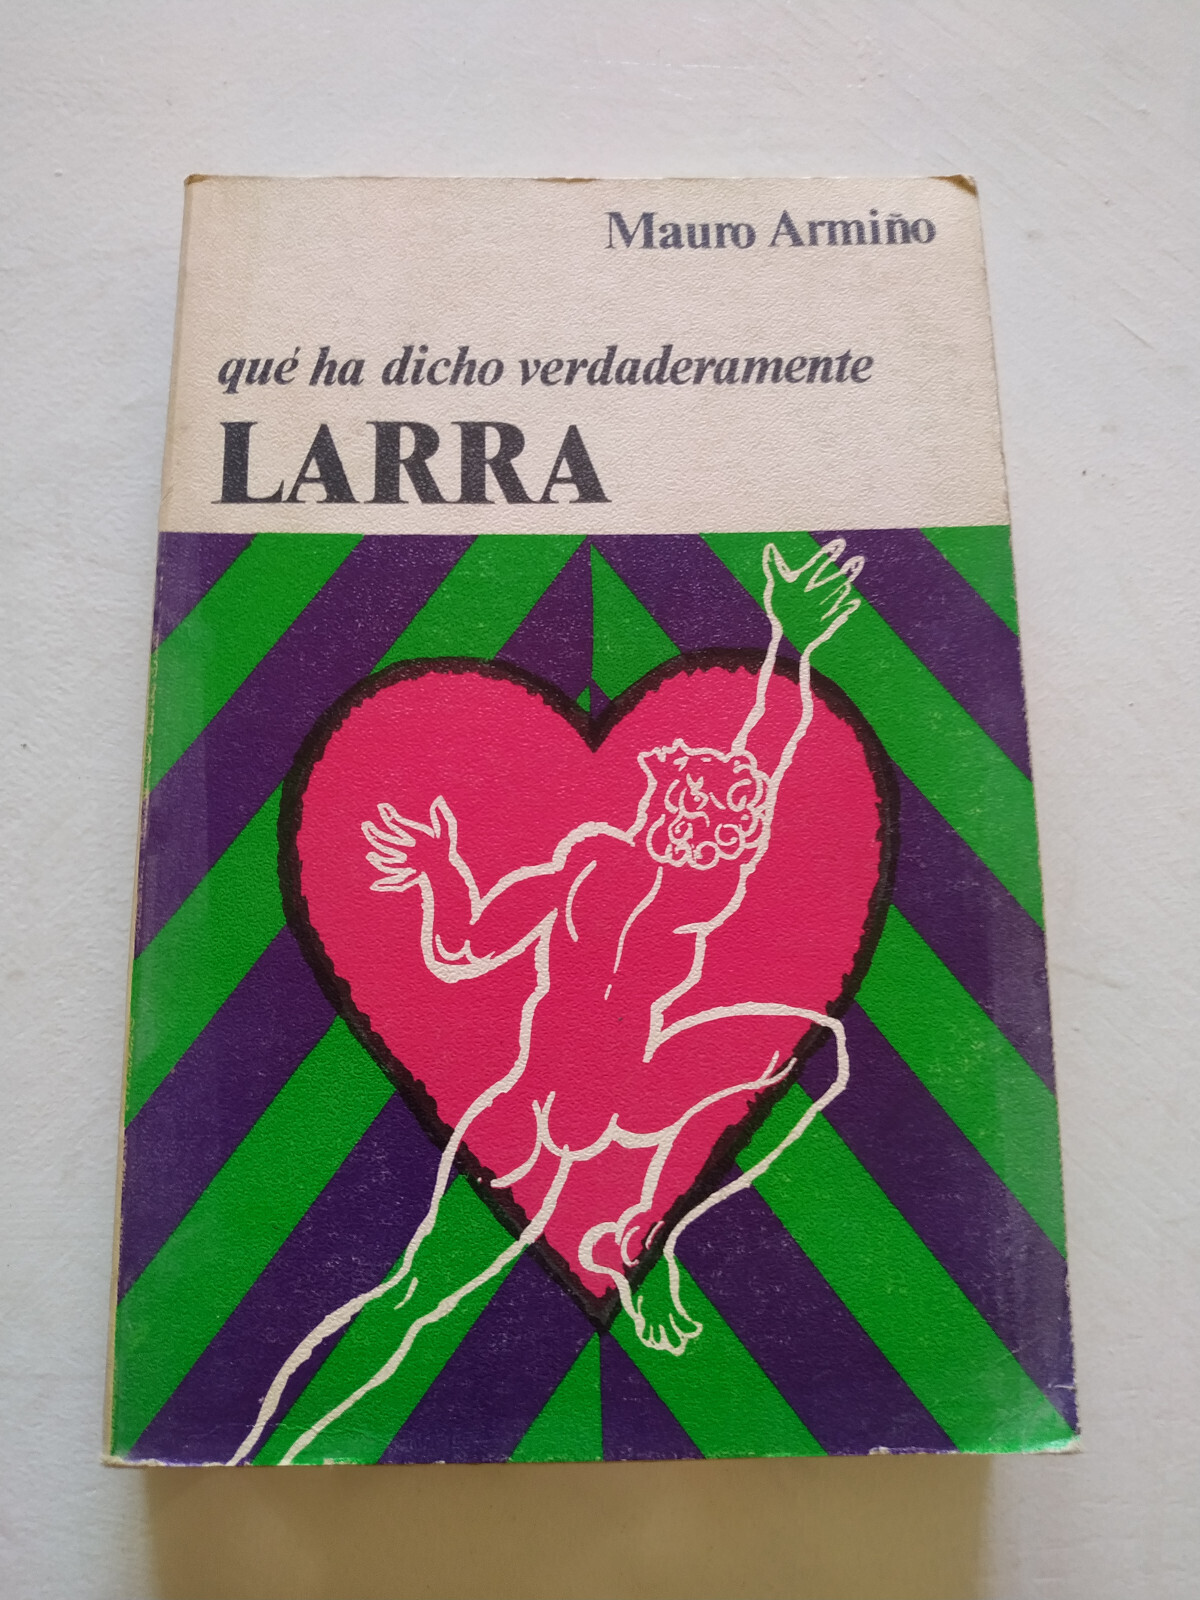 Mauro Armiño
qué ha dicho verdaderamente
LARRA